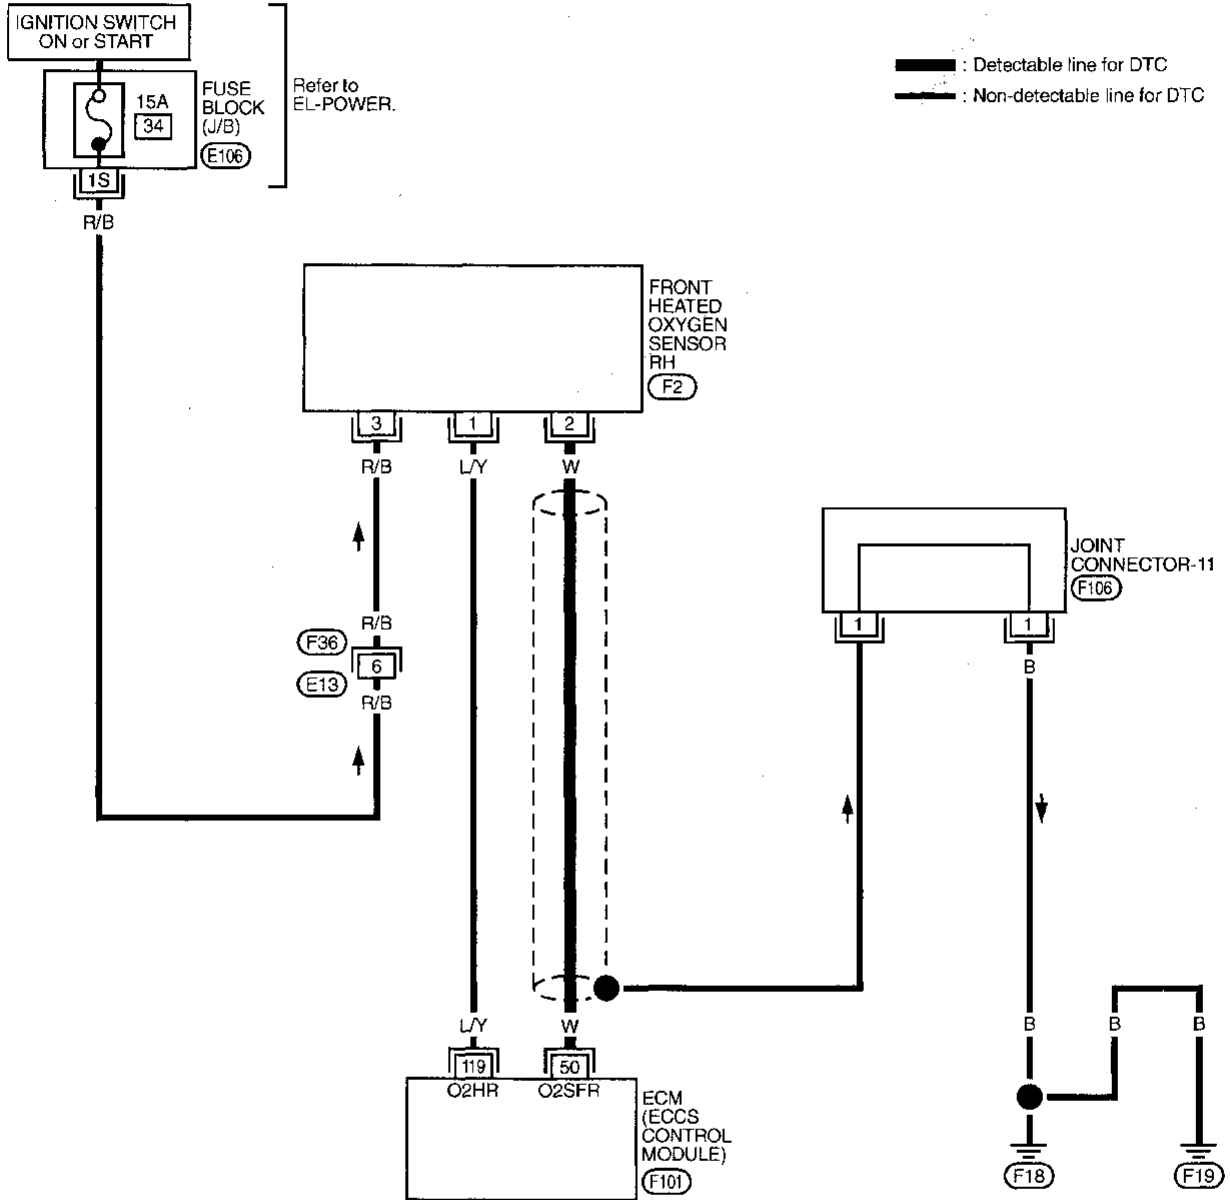 IGNITION SWITCH
ON or START
15A
34
FUSE
BLOCK
(J/B)
E106
Refer to
EL-POWER.
1S
R/B
: Detectable line for DTC
: Non-detectable line for DTC
FRONT
HEATED
OXYGEN
SENSOR
RH
F2
3
1
2
R/B
L/Y
W
JOINT
CONNECTOR-11
F106
1
1
B
R/B
F36
6
E13
R/B
L/Y
W
B
B
B
119
50
O2HR
O2SFR
ECM
(ECCS
CONTROL
MODULE)
F101
F18
F19